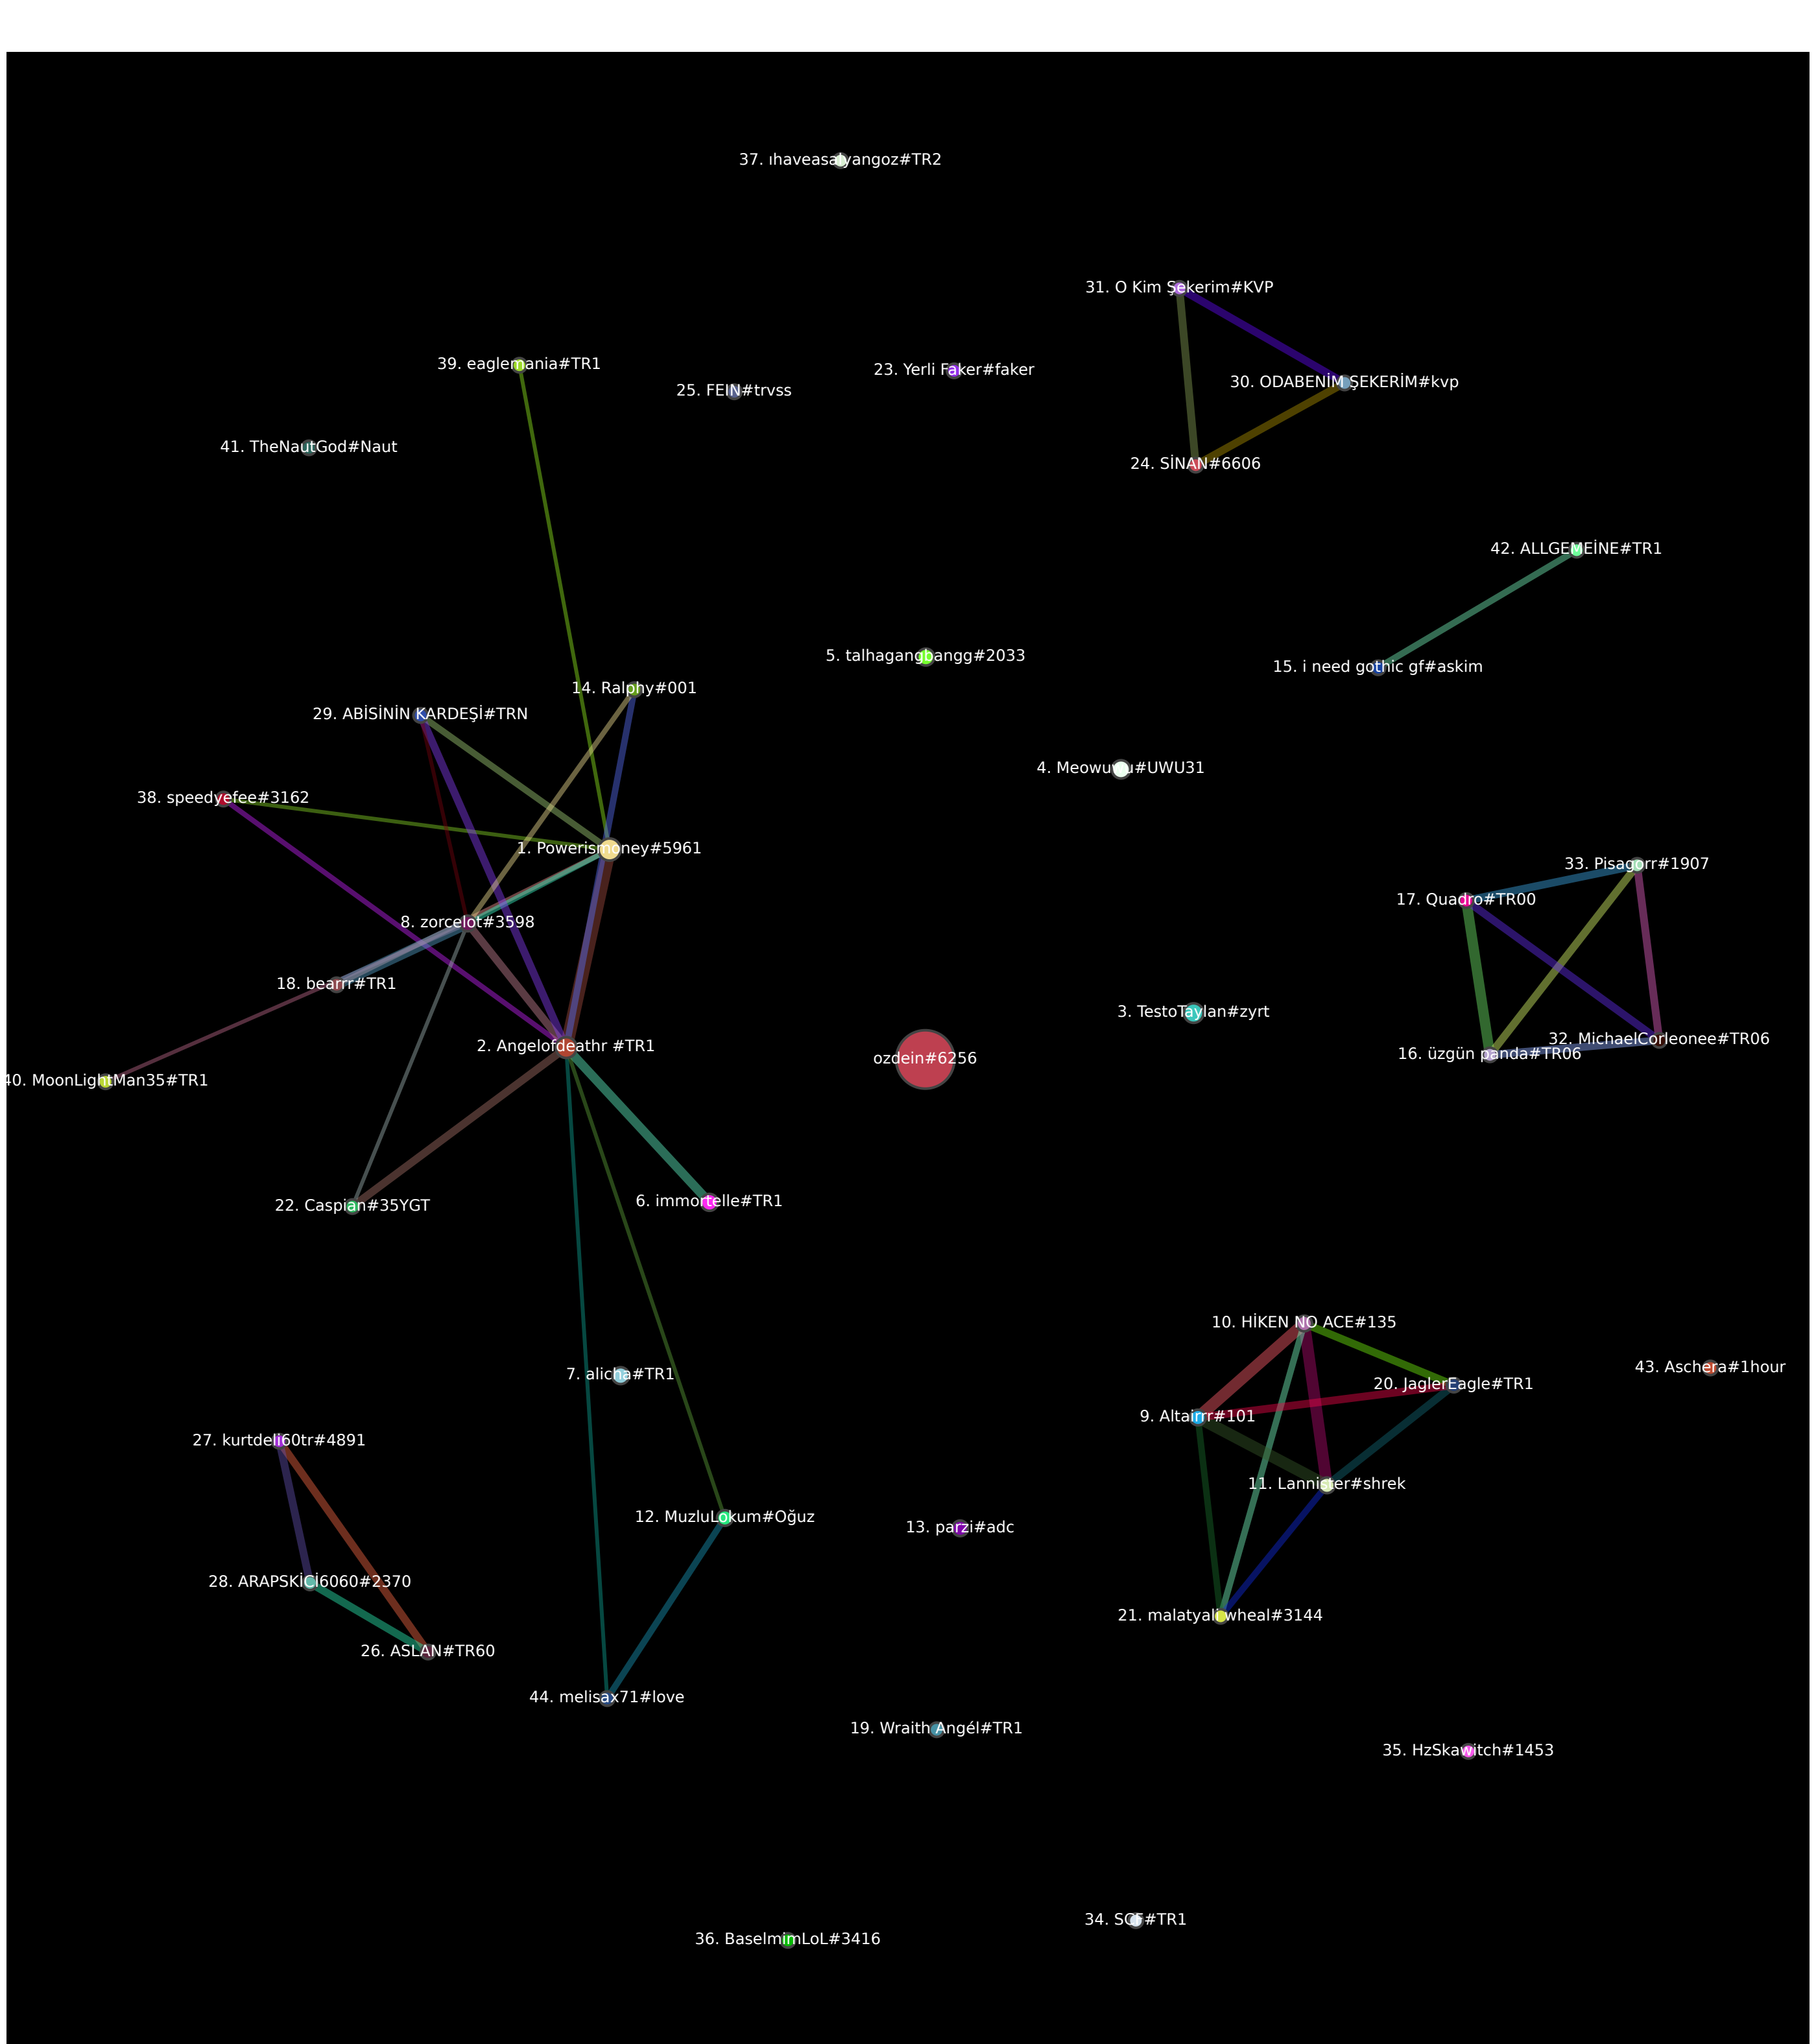 37. ıhaveasalyangoz#TR2
31. O Kim Şekerim#KVP
39. eaglemania#TR1
23. Yerli Faker#faker
30. ODABENİM ŞEKERİM#kvp
25. FEIN#trvss
41. TheNautGod#Naut
24. SİNAN#6606
42. ALLGEMEİNE#TR1
5. talhagangbangg#2033
15. i need gothic gf#askim
14. Ralphy#001
29. ABİSİNİN KARDEŞİ#TRN
4. Meowuwu#UWU31
38. speedyefee#3162
1. Powerismoney#5961
33. Pisagorr#1907
17. Quadro#TR00
8. zorcelot#3598
18. bearrr#TR1
3. TestoTaylan#zyrt
32. MichaelCorleonee#TR06
2. Angelofdeathr #TR1
16. üzgün panda#TR06
ozdein#6256
40. MoonLightMan35#TR1
6. immortelle#TR1
22. Caspian#35YGT
10. HİKEN NO ACE#135
43. Aschera#1hour
7. alicha#TR1
20. JaglerEagle#TR1
9. Altairrr#101
27. kurtdeli60tr#4891
11. Lannister#shrek
12. MuzluLokum#Oğuz
13. parzi#adc
28. ARAPSKİCİ6060#2370
21. malatyali wheal#3144
26. ASLAN#TR60
44. melisax71#love
19. Wraith Angél#TR1
35. HzSkawitch#1453
34. SCF#TR1
36. BaselmimLoL#3416